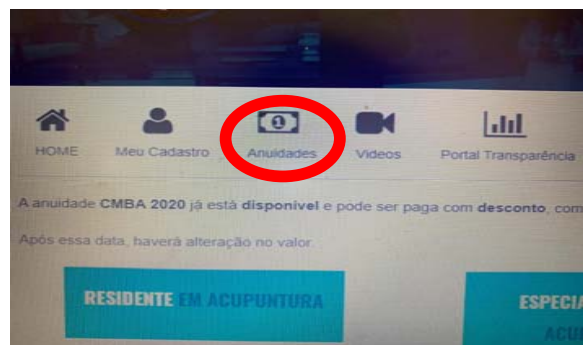 HOME Meu Cadastro Anuidades Videos Portal Transparência
A anuidade CMBA 2020 já está disponível e pode ser paga com desconto, com
Após essa data, haverá alteração no valor.
RESIDENTE EM ACUPUNTURA
ESPECIA
ACU